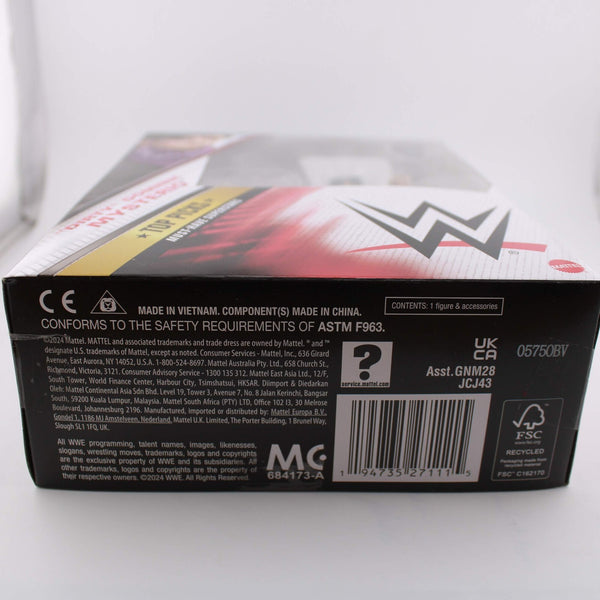 MYSTERIO
★ TOP PICKS ★
MUST-HAVE SUPERSTARS
W
®
MATTEL
CE
MADE IN VIETNAM. COMPONENT(S) MADE IN CHINA.
CONFORMS TO THE SAFETY REQUIREMENTS OF ASTM F963.
CONTENTS: 1 figure & accessories
©2024 Mattel. MATTEL and associated trademarks and trade dress are owned by Mattel. ® and ™
designate U.S. trademarks of Mattel, except as noted. Consumer Services - Mattel, Inc., 636 Girard
Avenue, East Aurora, NY 14052, U.S.A. 1-800-524-8697. Mattel Australia Pty. Ltd., 658 Church St.,
Richmond, Victoria, 3121. Consumer Advisory Service - 1300 135 312. Mattel East Asia Ltd., 12/F,
South Tower, World Finance Center, Harbour City, Tsimshatsui, HKSAR. Diimport & Diedarkan
Oleh: Mattel Continental Asia Sdn Bhd. Level 19, Tower 3, Avenue 7, No. 8 Jalan Kerinchi, Bangsar
South, 59200 Kuala Lumpur, Malaysia. Mattel South Africa (PTY) LTD, Office 102 I3, 30 Melrose
Boulevard, Johannesburg 2196. Manufactured, imported or distributed by: Mattel Europa B.V.,
Gondel 1, 1186 MJ Amstelveen, Nederland. Mattel U.K. Limited, The Porter Building, 1 Brunel Way,
Slough SL1 1FQ, UK.
All WWE programming, talent names, images, likenesses,
slogans, wrestling moves, trademarks, logos and copyrights
are the exclusive property of WWE and its subsidiaries. All
other trademarks, logos and copyrights are the property of
their respective owners. ©2024 WWE. All Rights Reserved.
MC
684173-A
?
service.mattel.com
Asst.GNM28
JCJ43
UK
CA
05750BV
1 94735 27111 5
FSC
RECYCLED
Packaging made from
recycled material
FSC™ C162170